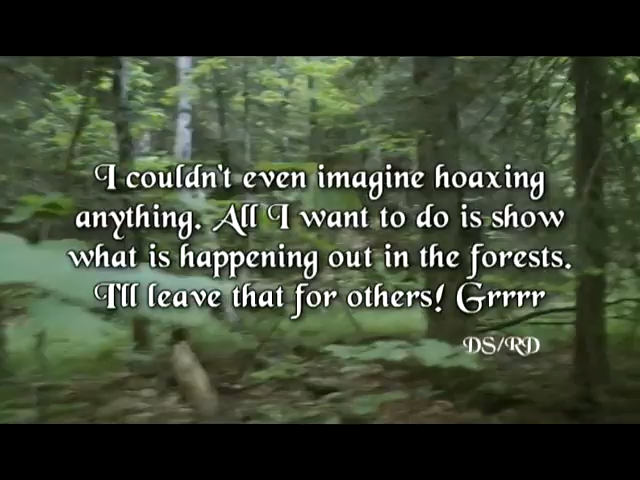 I couldn't even imagine hoaxing
anything. All I want to do is show
what is happening out in the forests.
I'll leave that for others! Grrrr
DS/RD